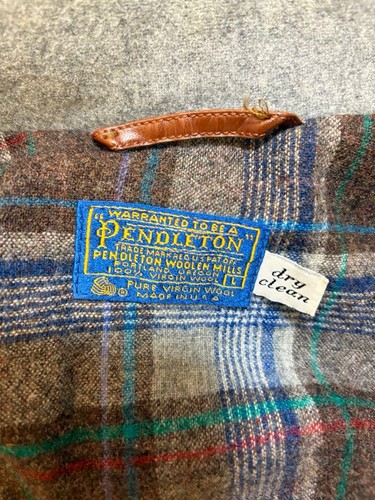 "WARRANTED TO BE A
PENDLETON"
TRADE MARK REG. U.S. PAT. OFF.
PENDLETON WOOLEN MILLS
PORTLAND, OREGON
100% VIRGIN WOOL
L
PURE VIRGIN WOOL
MADE IN U.S.A.
dry
clean